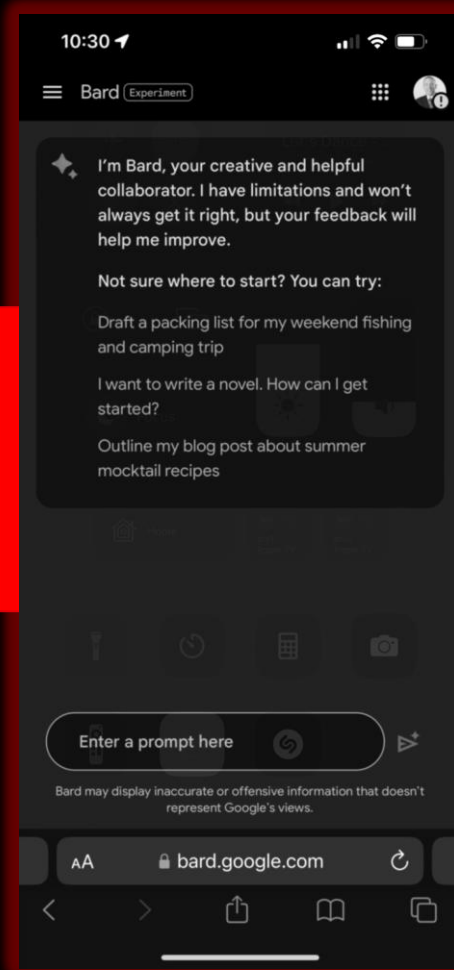 10:30
Bard Experiment
I'm Bard, your creative and helpful
collaborator. I have limitations and won't
always get it right, but your feedback will
help me improve.
Not sure where to start? You can try:
Draft a packing list for my weekend fishing
and camping trip
I want to write a novel. How can I get
started?
Outline my blog post about summer
mocktail recipes
Enter a prompt here
Bard may display inaccurate or offensive information that doesn't
represent Google's views.
AA bard.google.com